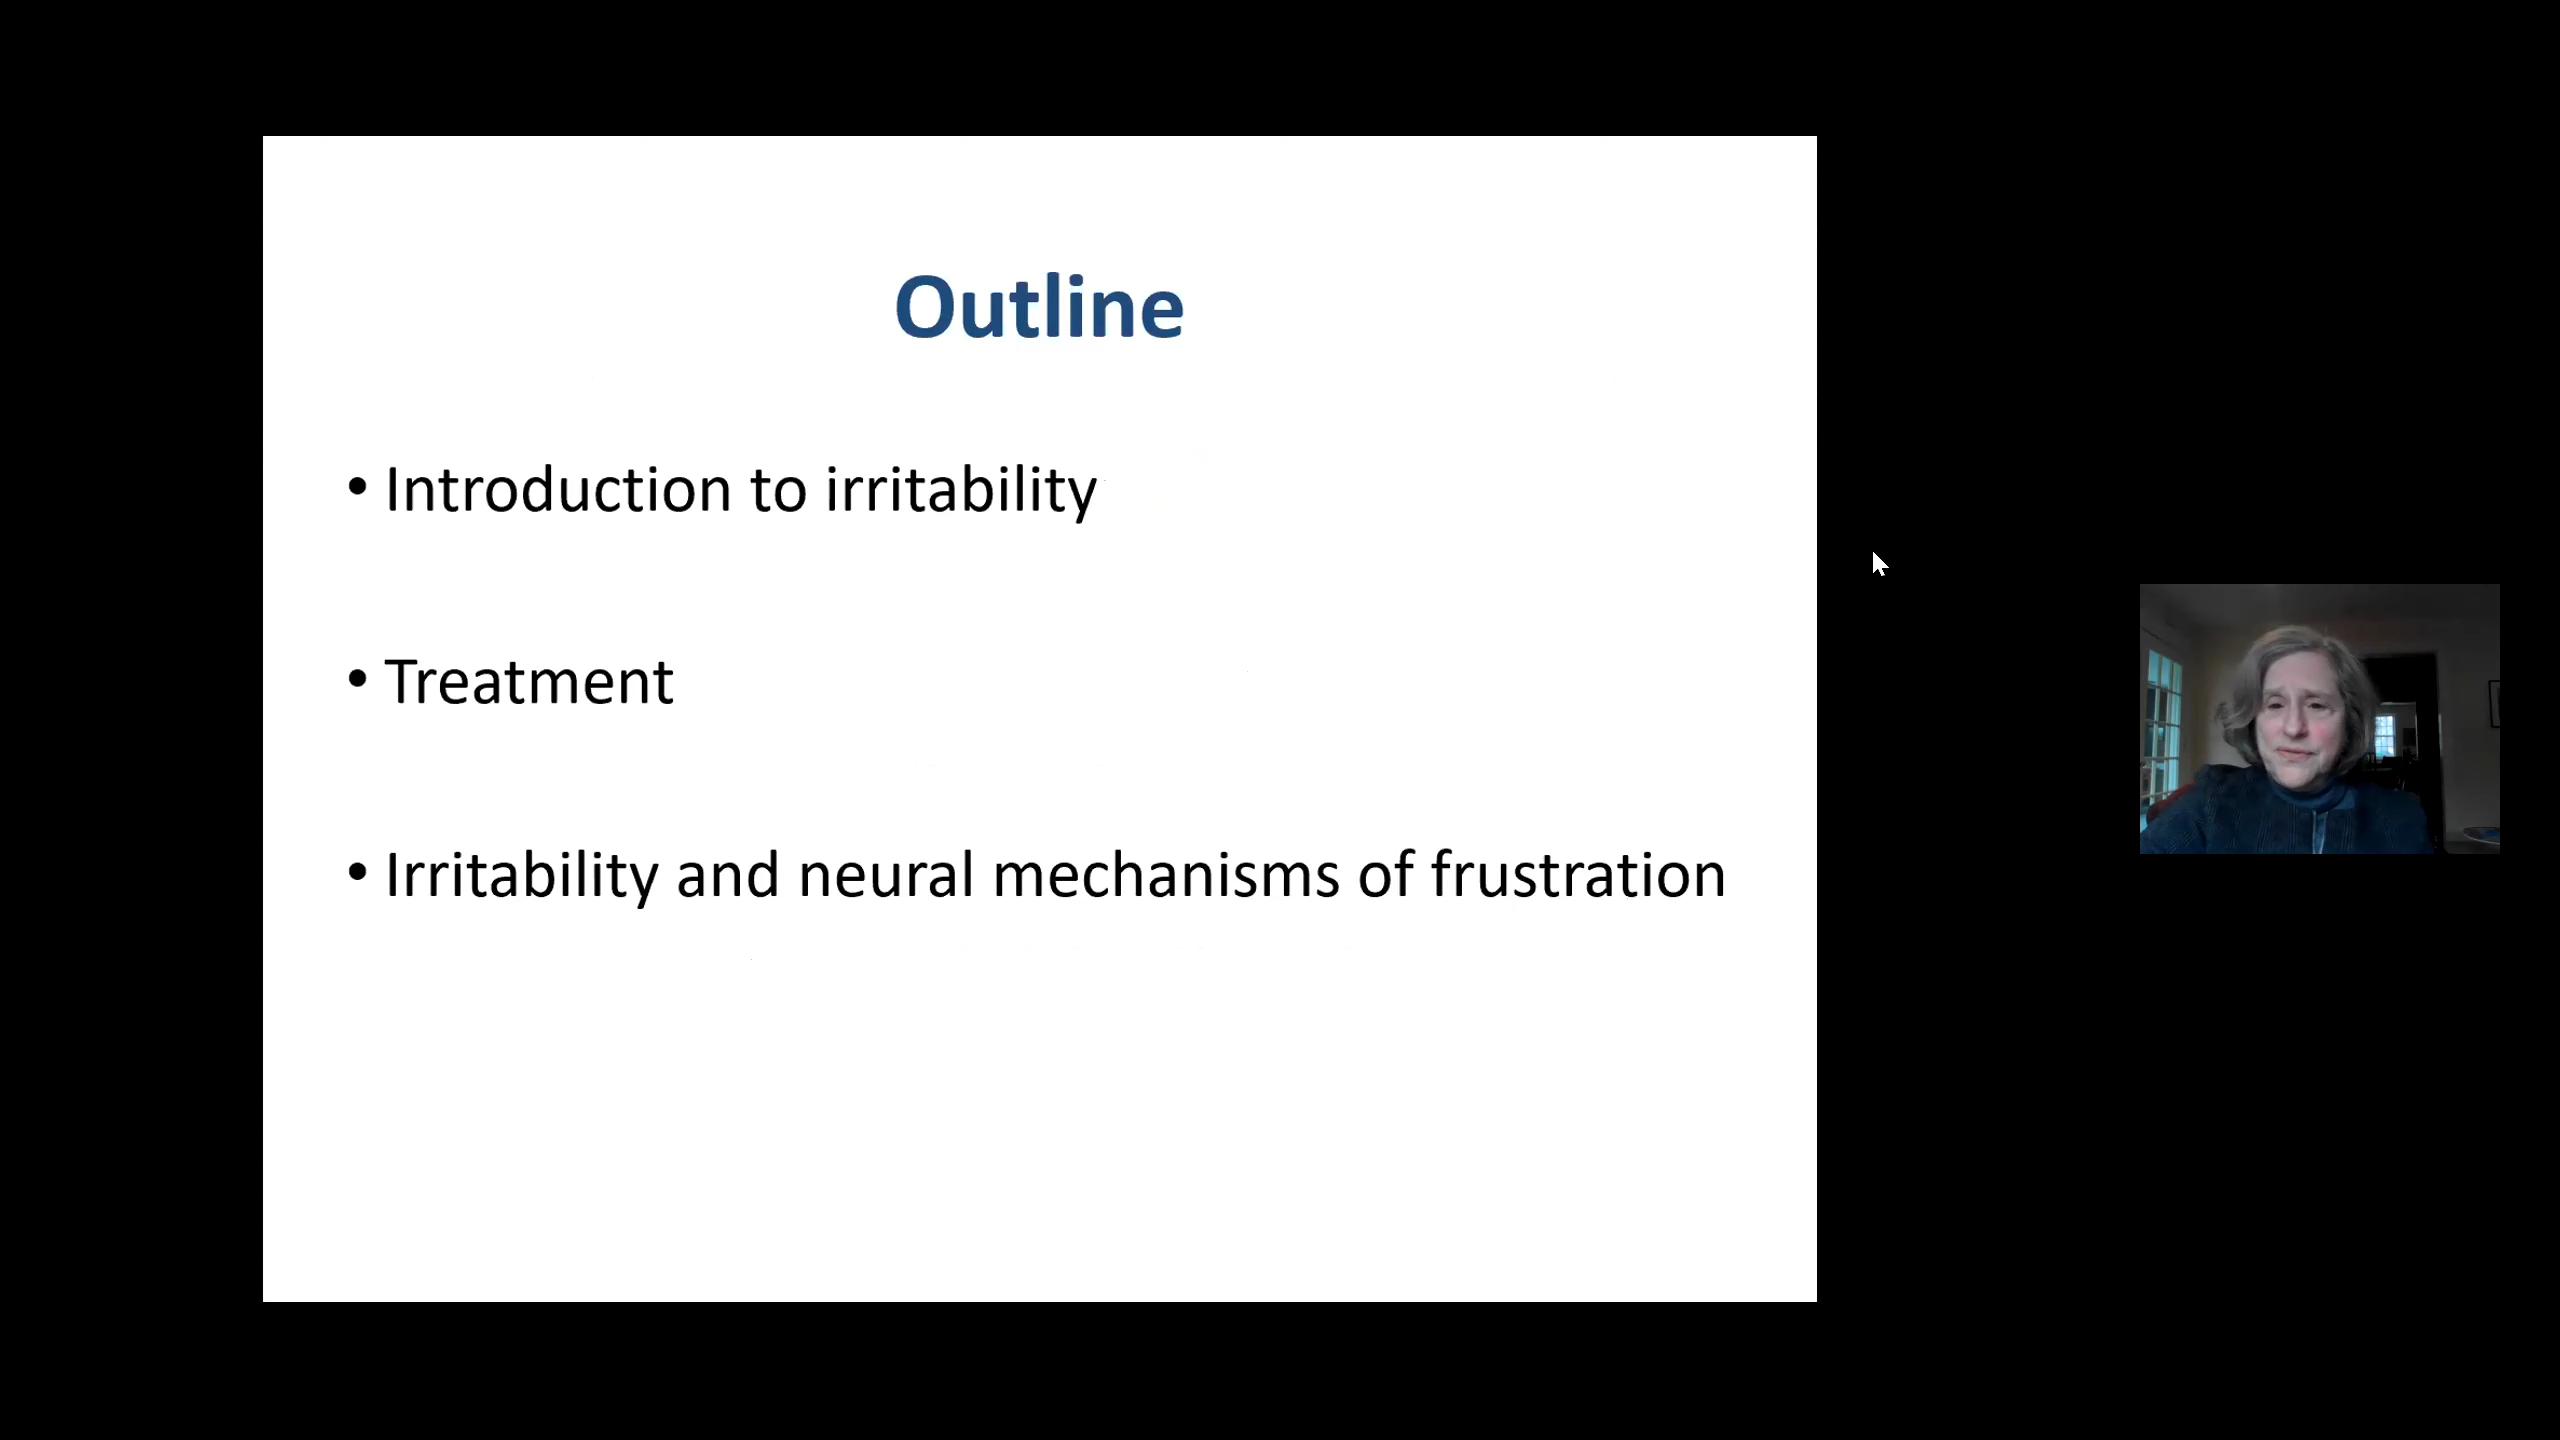 Outline
• Introduction to irritability
• Treatment
• Irritability and neural mechanisms of frustration